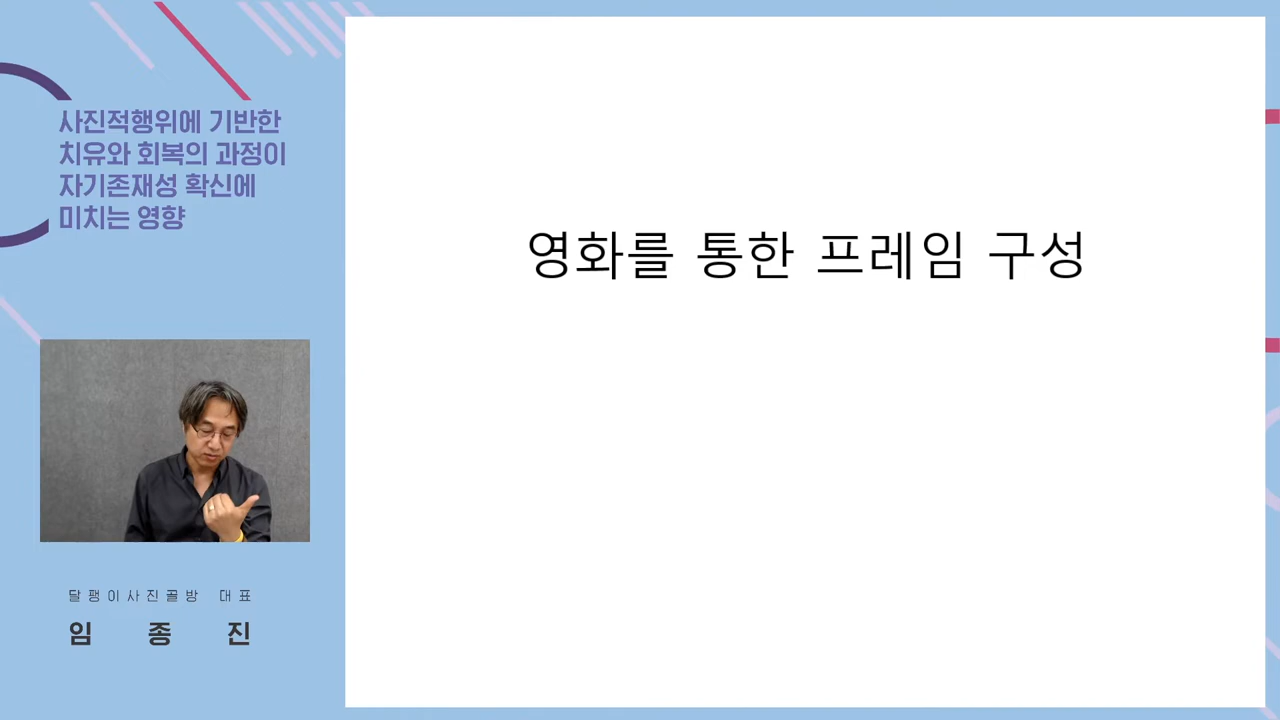 사진적행위에 기반한
치유와 회복의 과정이
자기존재성 확신에
미치는 영향
영화를 통한 프레임 구성
달팽이사진골방 대표
임종진